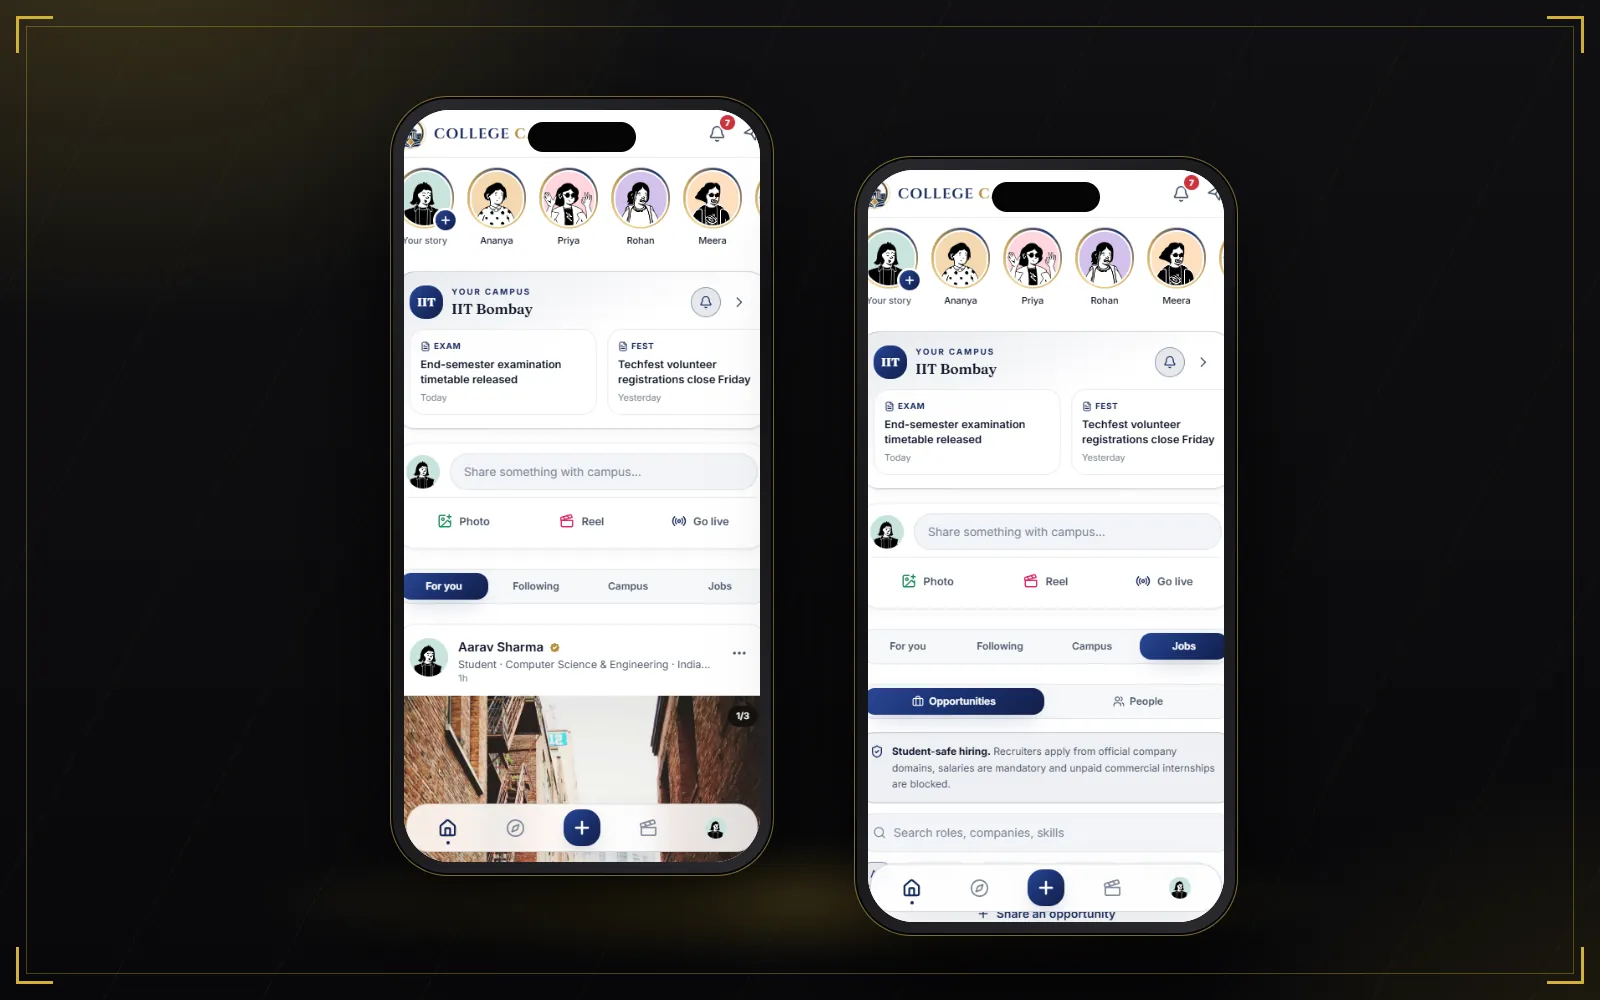 COLLEGE C
7
Your story
Ananya
Priya
Rohan
Meera
IIT
YOUR CAMPUS
IIT Bombay
EXAM
End-semester examination
timetable released
Today
FEST
Techfest volunteer
registrations close Friday
Yesterday
Share something with campus...
Photo
Reel
Go live
For you
Following
Campus
Jobs
Aarav Sharma
Student · Computer Science & Engineering · India...
1h
1/3
COLLEGE C
7
Your story
Ananya
Priya
Rohan
Meera
IIT
YOUR CAMPUS
IIT Bombay
EXAM
End-semester examination
timetable released
Today
FEST
Techfest volunteer
registrations close Friday
Yesterday
Share something with campus...
Photo
Reel
Go live
For you
Following
Campus
Jobs
Opportunities
People
Student-safe hiring. Recruiters apply from official company
domains, salaries are mandatory and unpaid commercial internships
are blocked.
Search roles, companies, skills
Share an opportunity